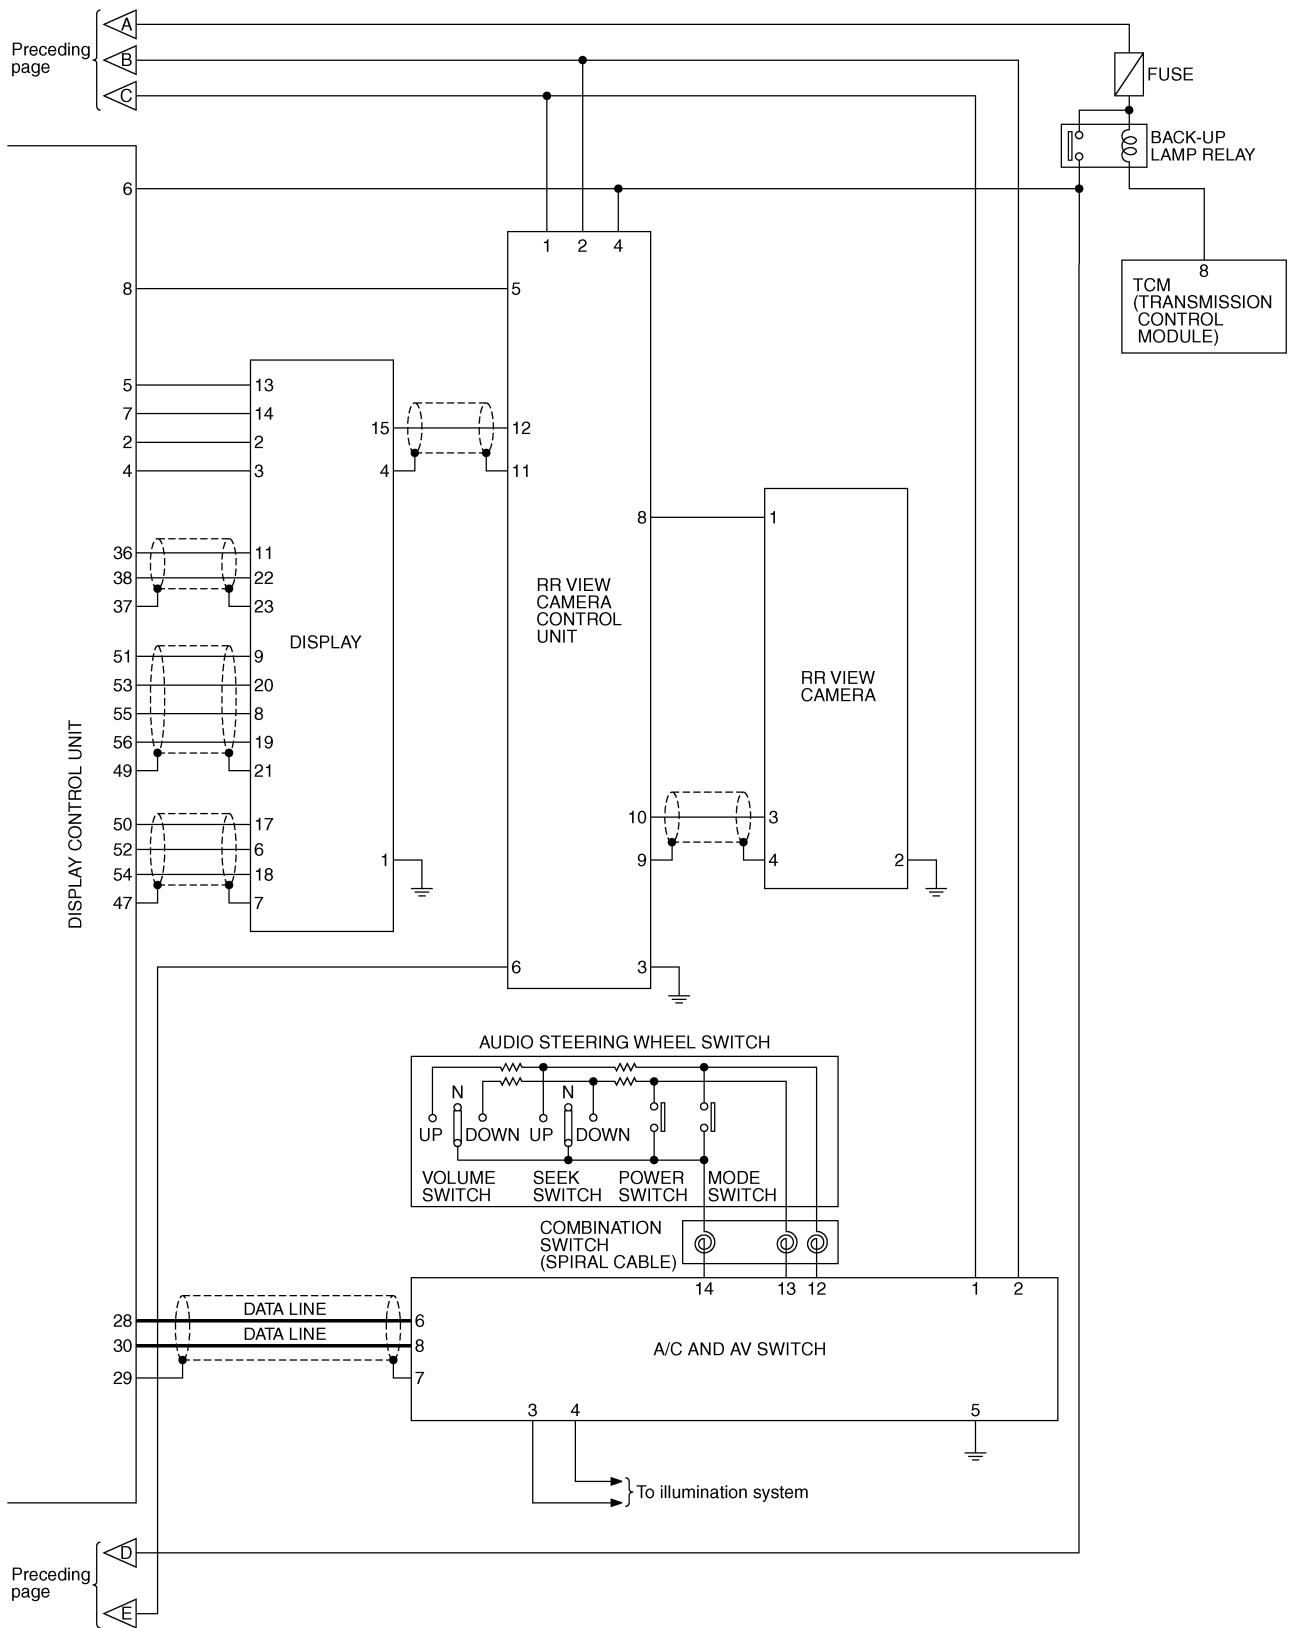 A
Preceding
page
B
C
FUSE
BACK-UP
LAMP RELAY
6
1 2 4
8
TCM
(TRANSMISSION
CONTROL
MODULE)
8 5
5 13
7 14
2 2
4 3
15 12
4 11
8 1
36 11
38 22
37 23
RR VIEW
CAMERA
CONTROL
UNIT
DISPLAY
RR VIEW
CAMERA
51 9
53 20
55 8
56 19
49 21
DISPLAY CONTROL UNIT
50 17
52 6
54 18
47 7
10 3
9 4
1
2
6 3
AUDIO STEERING WHEEL SWITCH
N N
UP DOWN UP DOWN
VOLUME
SWITCH
SEEK
SWITCH
POWER
SWITCH
MODE
SWITCH
COMBINATION
SWITCH
(SPIRAL CABLE)
14 13 12 1 2
28 DATA LINE 6
30 DATA LINE 8
29 7
A/C AND AV SWITCH
3 4 5
To illumination system
D
Preceding
page
E